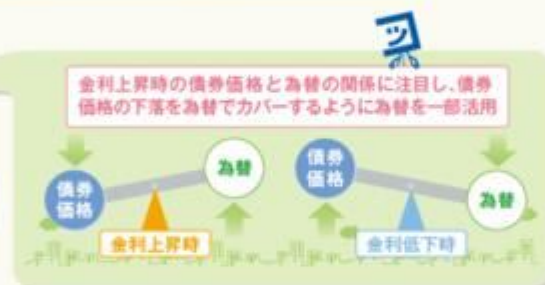 ツ
金利上昇時の債券価格と為替の関係に注目し、債券
価格の下落を為替でカバーするように為替を一部活用
債券
価格
為替
金利上昇時
債券
価格
為替
金利低下時